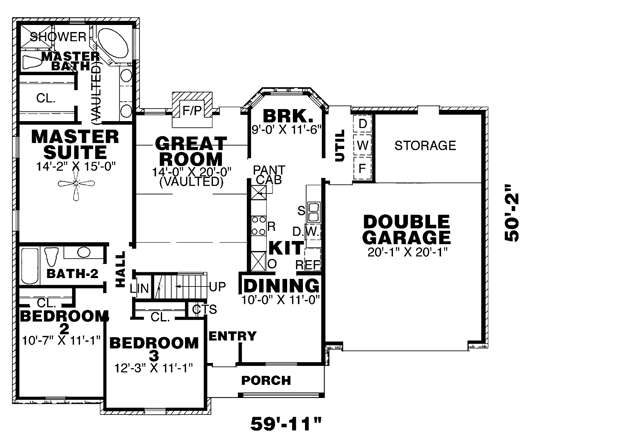 SHOWER
MASTER
BATH
(VAULTED)
CL.
F/P
BRK.
9'-0' X 11'-6"
UTIL
D
W
F
STORAGE
MASTER
SUITE
14'-2" X 15'-0"
GREAT
ROOM
14'-0" X 20'-0"
(VAULTED)
PANT
CAB
S
R
D.W.
KIT
O
REF
DOUBLE
GARAGE
20'-1" X 20'-1"
50'-2"
BATH-2
HALL
LIN
UP
DINING
10'-0" X 11'-0"
CL.
BEDROOM
2
10'-7" X 11'-1"
CL.
CTS
BEDROOM
3
12'-3" X 11'-1"
ENTRY
PORCH
59'-11"